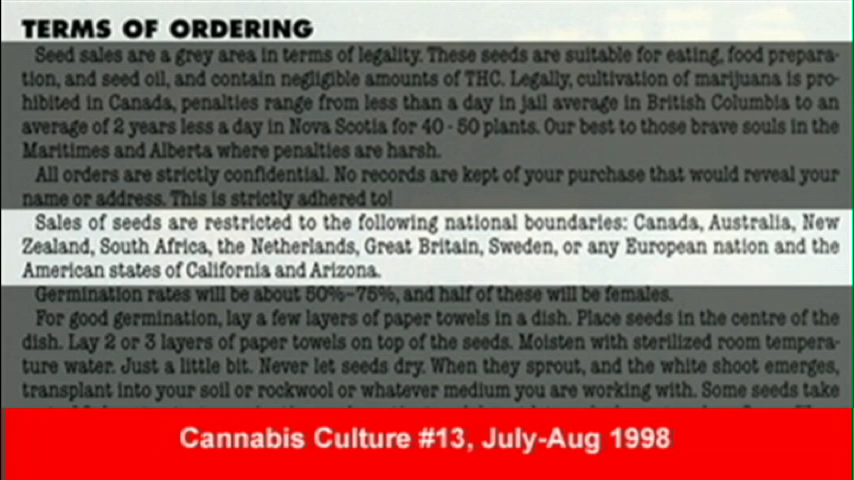 TERMS OF ORDERING
Seed sales are a grey area in terms of legality. These seeds are suitable for eating, food prepara-
tion, and seed oil, and contain negligible amounts of THC. Legally, cultivation of marijuana is pro-
hibited in Canada, penalties range from less than a day in jail average in British Columbia to an
average of 2 years less a day in Nova Scotia for 40 - 50 plants. Our best to those brave souls in the
Maritimes and Alberta where penalties are harsh.
All orders are strictly confidential. No records are kept of your purchase that would reveal your
name or address. This is strictly adhered to!
Sales of seeds are restricted to the following national boundaries: Canada, Australia, New
Zealand, South Africa, the Netherlands, Great Britain, Sweden, or any European nation and the
American states of California and Arizona.
Germination rates will be about 50%-75%, and half of these will be females.
For good germination, lay a few layers of paper towels in a dish. Place seeds in the centre of the
dish. Lay 2 or 3 layers of paper towels on top of the seeds. Moisten with sterilized room tempera-
ture water. Just a little bit. Never let seeds dry. When they sprout, and the white shoot emerges,
transplant into your soil or rockwool or whatever medium you are working with. Some seeds take
Cannabis Culture #13, July-Aug 1998